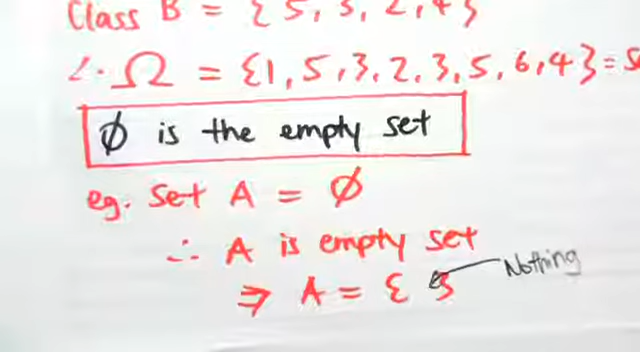 Class B = { 5, 3, 2, 4}
∴ Ω = {1, 5, 3, 2, 3, 5, 6, 4} =
Ø is the empty set
eg. Set A = Ø
∴ A is empty set
⇒ A = { }
Nothing